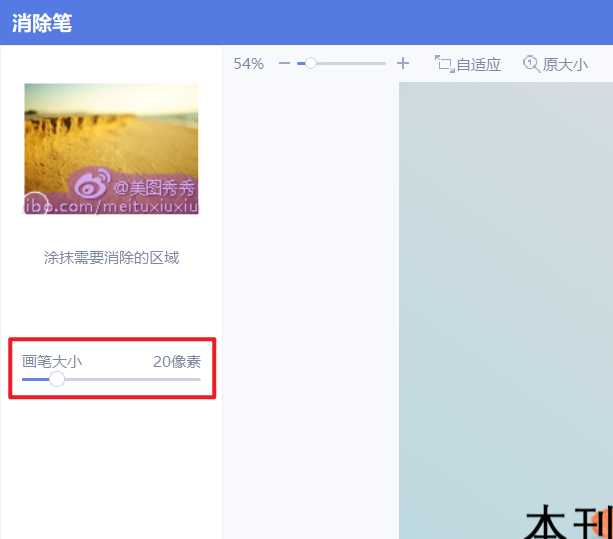 消除笔
54%
自适应
原大小
@美图秀秀
ibo.com/meituxiuxiu
涂抹需要消除的区域
画笔大小
20像素
本刊